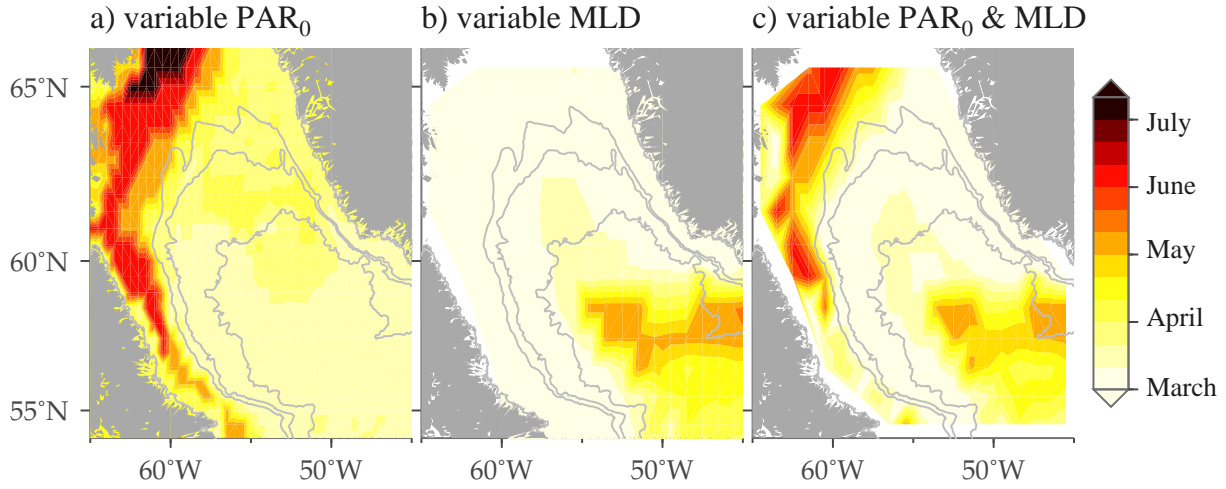 a) variable PAR0
b) variable MLD
c) variable PAR0 & MLD
65°N
60°N
55°N
60°W
50°W
60°W
50°W
60°W
50°W
July
June
May
April
March